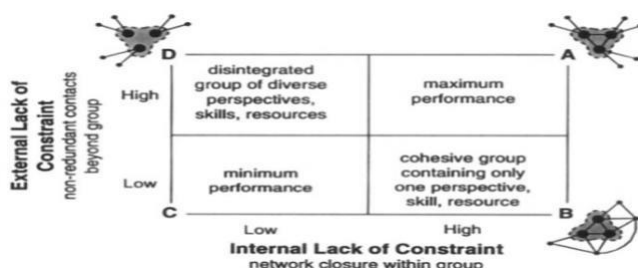 D
A
External Lack of
Constraint
non-redundant contacts
beyond group
High
disintegrated
group of diverse
perspectives,
skills, resources
maximum
performance
Low
minimum
performance
cohesive group
containing only
one perspective,
skill, resource
C
B
Low
High
Internal Lack of Constraint
network closure within group